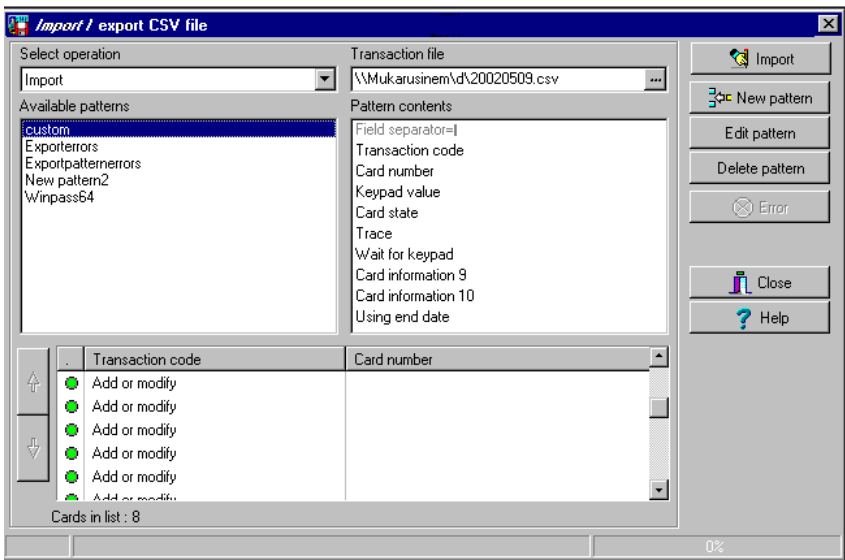 Import / export CSV file
Select operation
Import
Transaction file
\\Mukarusinem\d\20020509.csv
...
Available patterns
custom
Exporterrors
Exportpatternerrors
New pattern2
Winpass64
Pattern contents
Field separator=|
Transaction code
Card number
Keypad value
Card state
Trace
Wait for keypad
Card information 9
Card information 10
Using end date
Import
New pattern
Edit pattern
Delete pattern
Error
Close
Help
. Transaction code Card number
Add or modify
Add or modify
Add or modify
Add or modify
Add or modify
Add or modify
Cards in list : 8
0%